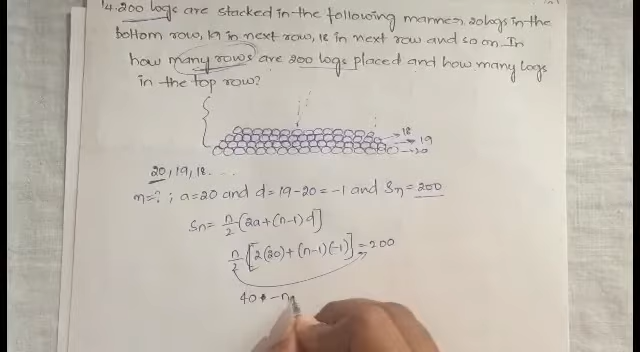 4. 200 logs are stacked in the following manner 20 logs in the
bottom row, 19 in next row, 18 in next row and so on. In
how many rows are 200 logs placed and how many logs
in the top row?
18
19
20
20, 19, 18....
n=? ; a=20 and d=19-20=-1 and Sn=200
Sn= n/2 (2a+(n-1)d]
n/2 [2(20)+(n-1)(-1)]=200
40 -n